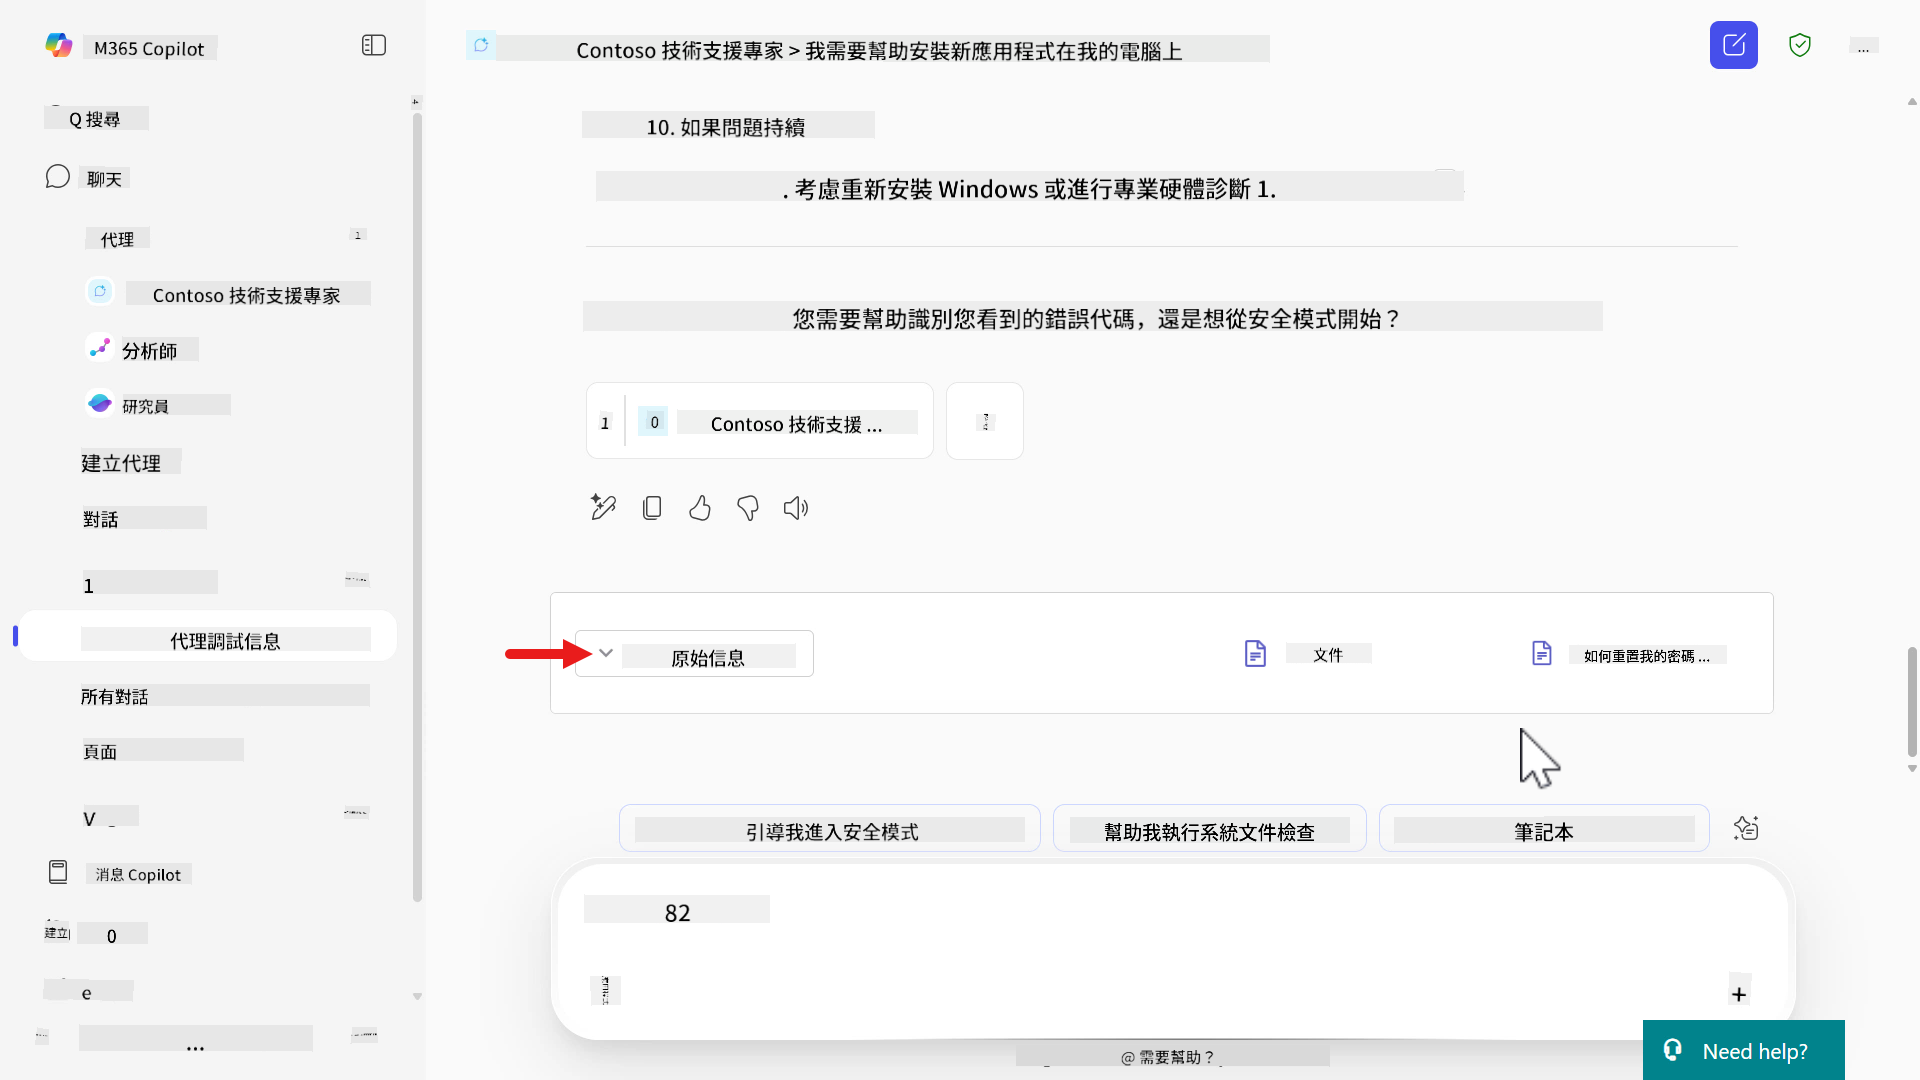 M365 Copilot
Q 搜尋
聊天
代理
1
Contoso 技術支援專家
分析師
研究員
建立代理
對話
1
代理調試信息
所有對話
頁面
V
消息 Copilot
建立
0
e
...
Contoso 技術支援專家 > 我需要幫助安裝新應用程式在我的電腦上
...
10. 如果問題持續
. 考慮重新安裝 Windows 或進行專業硬體診斷 1.
您需要幫助識別您看到的錯誤代碼，還是想從安全模式開始？
1
0
Contoso 技術支援 ...
原始信息
文件
如何重置我的密碼 ...
引導我進入安全模式
幫助我執行系統文件檢查
筆記本
82
+
@ 需要幫助？
Need help?